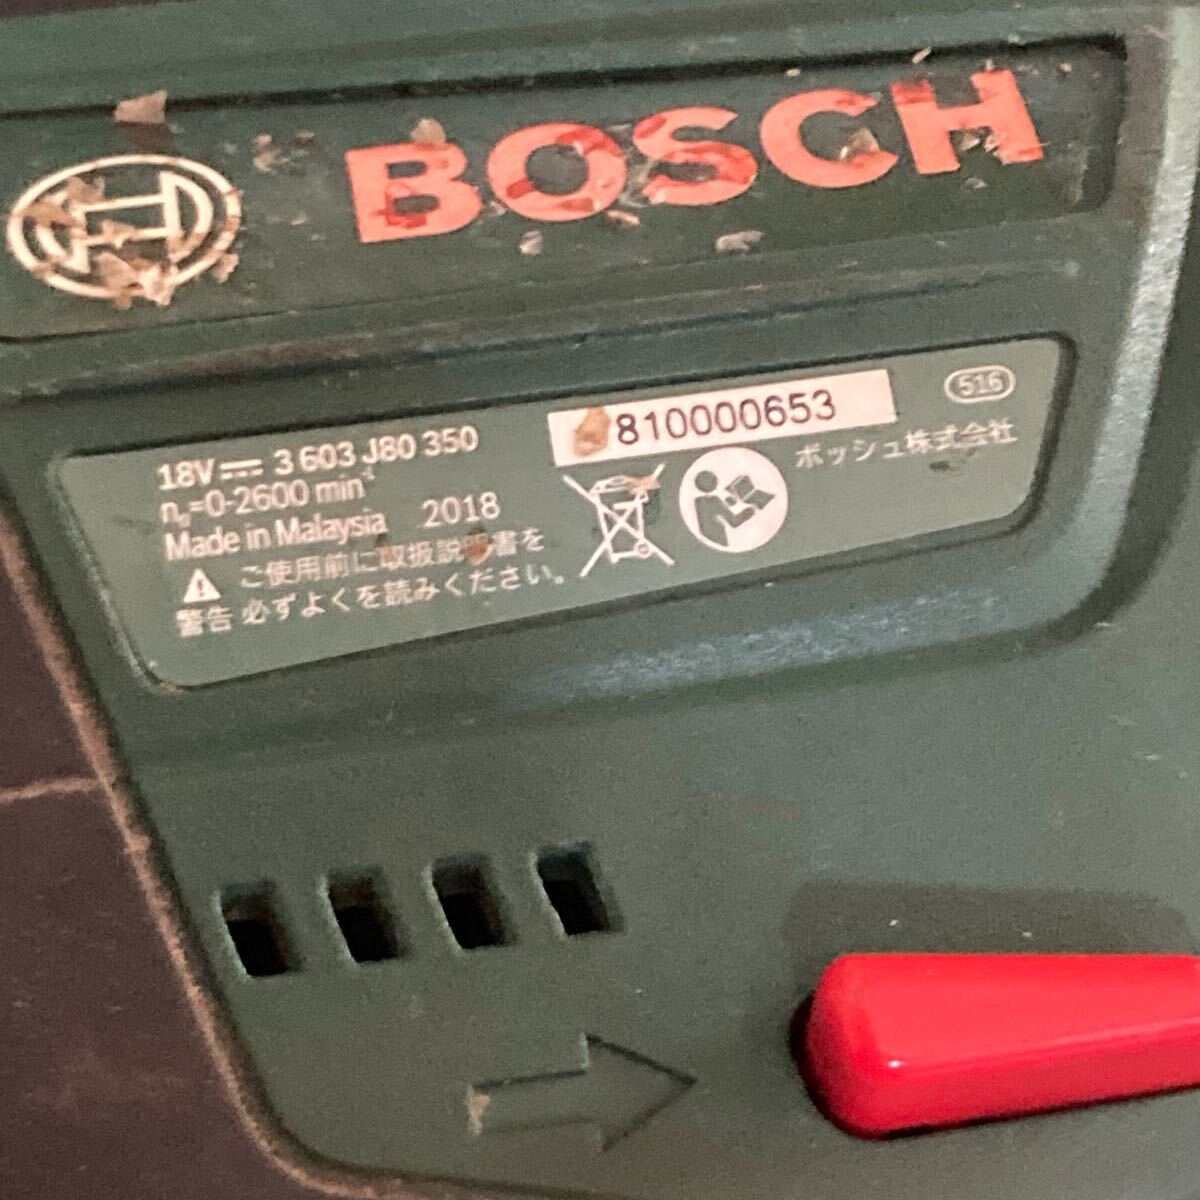 BOSCH
18V⎓ 3 603 J80 350
n₀=0-2600 min⁻¹
Made in Malaysia 2018
ご使用前に取扱説明書を
警告 必ずよくを読みください。
810000653
516
ボッシュ株式会社